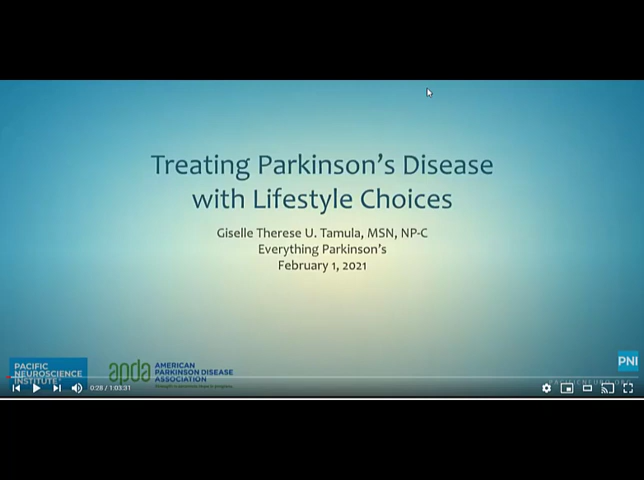 Treating Parkinson's Disease
with Lifestyle Choices
Giselle Therese U. Tamula, MSN, NP-C
Everything Parkinson's
February 1, 2021
PACIFIC
NEUROSCIENCE
INSTITUTE
apda
AMERICAN
PARKINSON DISEASE
ASSOCIATION
PNI
0:28 / 1:03:31